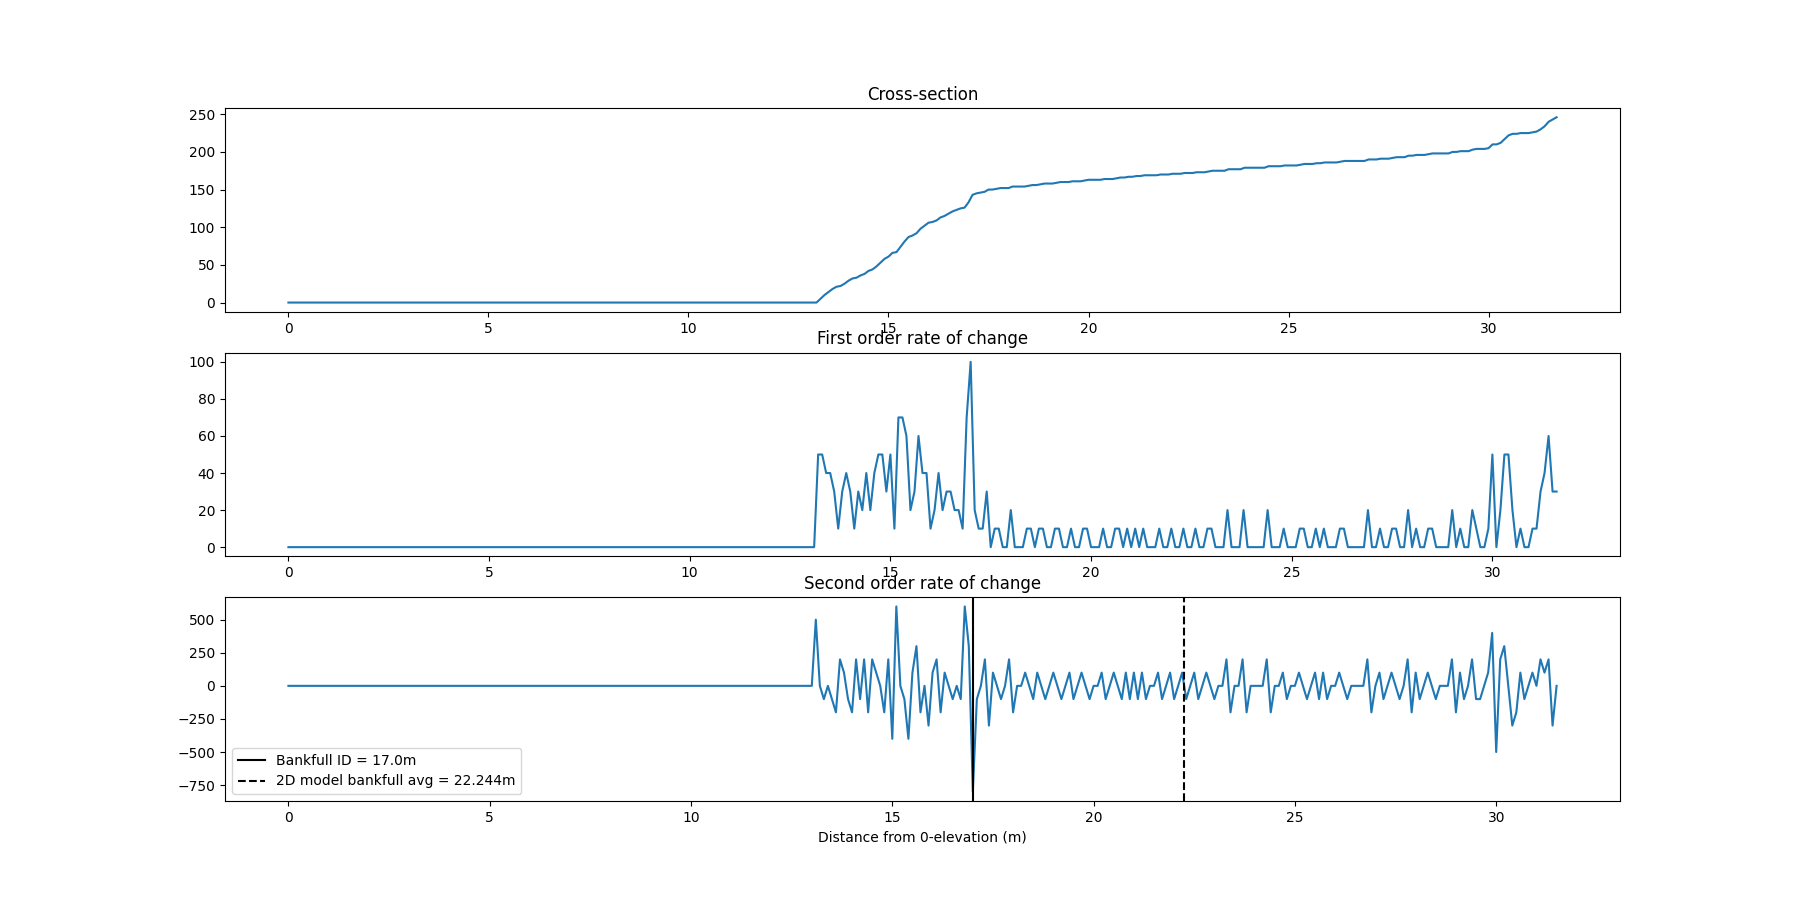 Cross-section
250
200
150
100
50
0
0 5 10 15 20 25 30
First order rate of change
100
80
60
40
20
0
0 5 10 15 20 25 30
Second order rate of change
500
250
0
−250
−500
−750
Bankfull ID = 17.0m
2D model bankfull avg = 22.244m
0 5 10 15 20 25 30
Distance from 0-elevation (m)